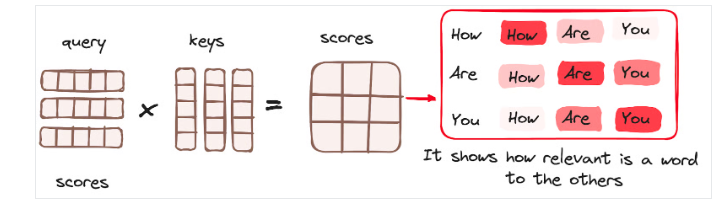 query
keys
scores
×
=
How How Are You
Are How Are You
You How Are You
It shows how relevant is a word
to the others
scores